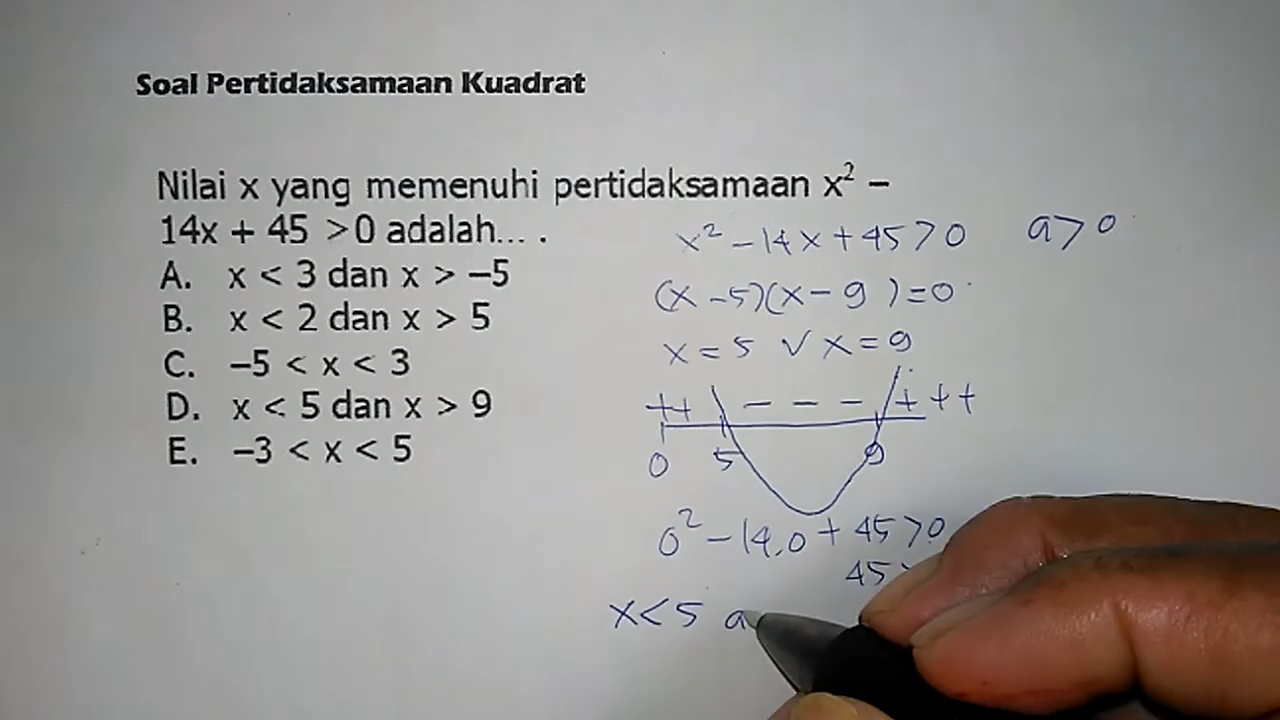 Soal Pertidaksamaan Kuadrat
Nilai x yang memenuhi pertidaksamaan x² –
14x + 45 >0 adalah... .
A. x < 3 dan x > –5
B. x < 2 dan x > 5
C. –5 < x < 3
D. x < 5 dan x > 9
E. –3 < x < 5
x² – 14x + 45 > 0 a > 0
(x – 5)(x – 9) = 0
x = 5 ∨ x = 9
++ – – – +++
0 5 9
0² – 14.0 + 45 > 0
45 >
x < 5 a